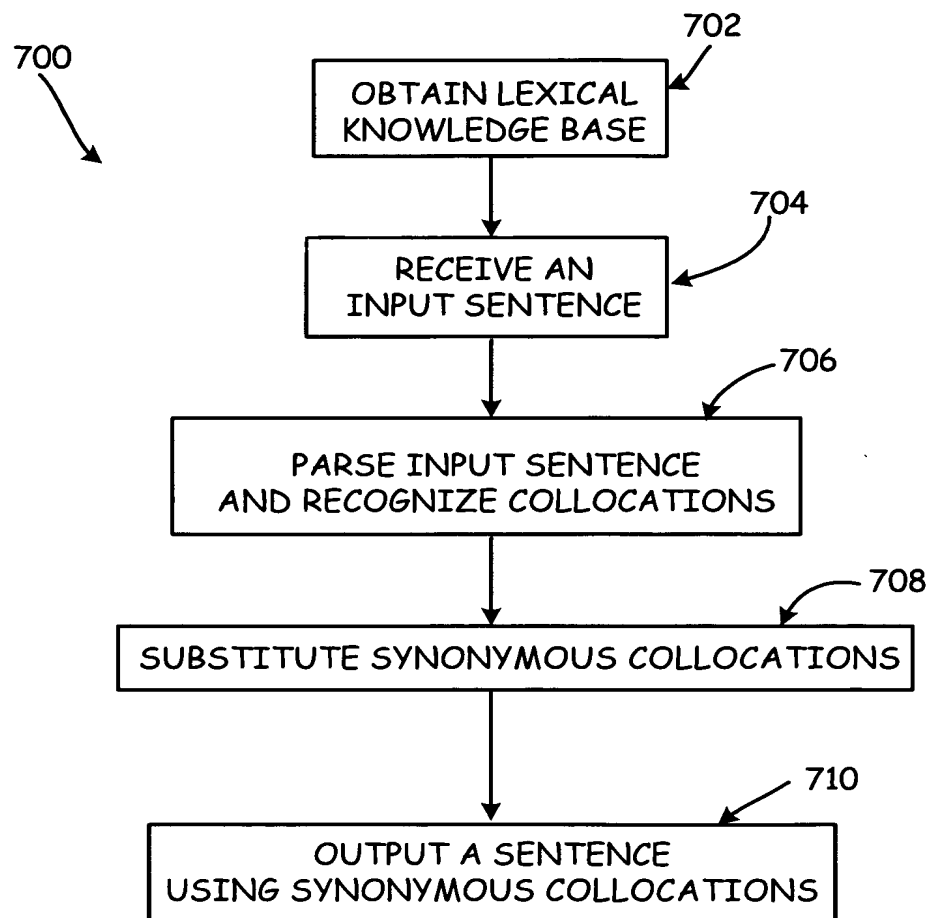 700
702
OBTAIN LEXICAL
KNOWLEDGE BASE
704
RECEIVE AN
INPUT SENTENCE
706
PARSE INPUT SENTENCE
AND RECOGNIZE COLLOCATIONS
708
SUBSTITUTE SYNONYMOUS COLLOCATIONS
710
OUTPUT A SENTENCE
USING SYNONYMOUS COLLOCATIONS